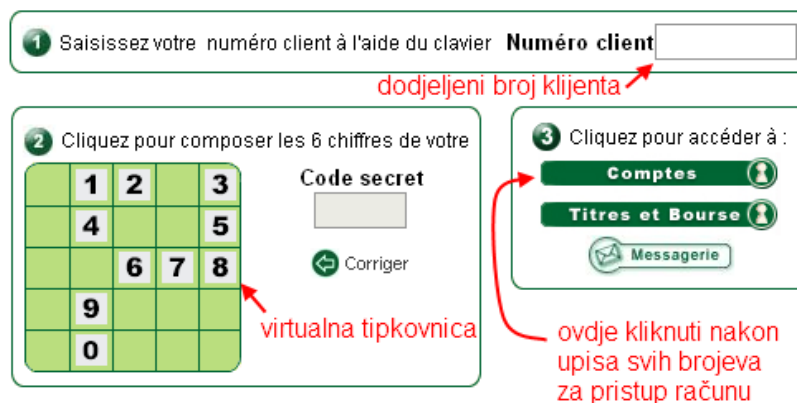 1 Saisissez votre numéro client à l'aide du clavier Numéro client
dodjeljeni broj klijenta
2 Cliquez pour composer les 6 chiffres de votre
Code secret
1 2 3
4 5
6 7 8
9
0
Corriger
virtualna tipkovnica
3 Cliquez pour accéder à :
Comptes
Titres et Bourse
Messagerie
ovdje kliknuti nakon
upisa svih brojeva
za pristup računu